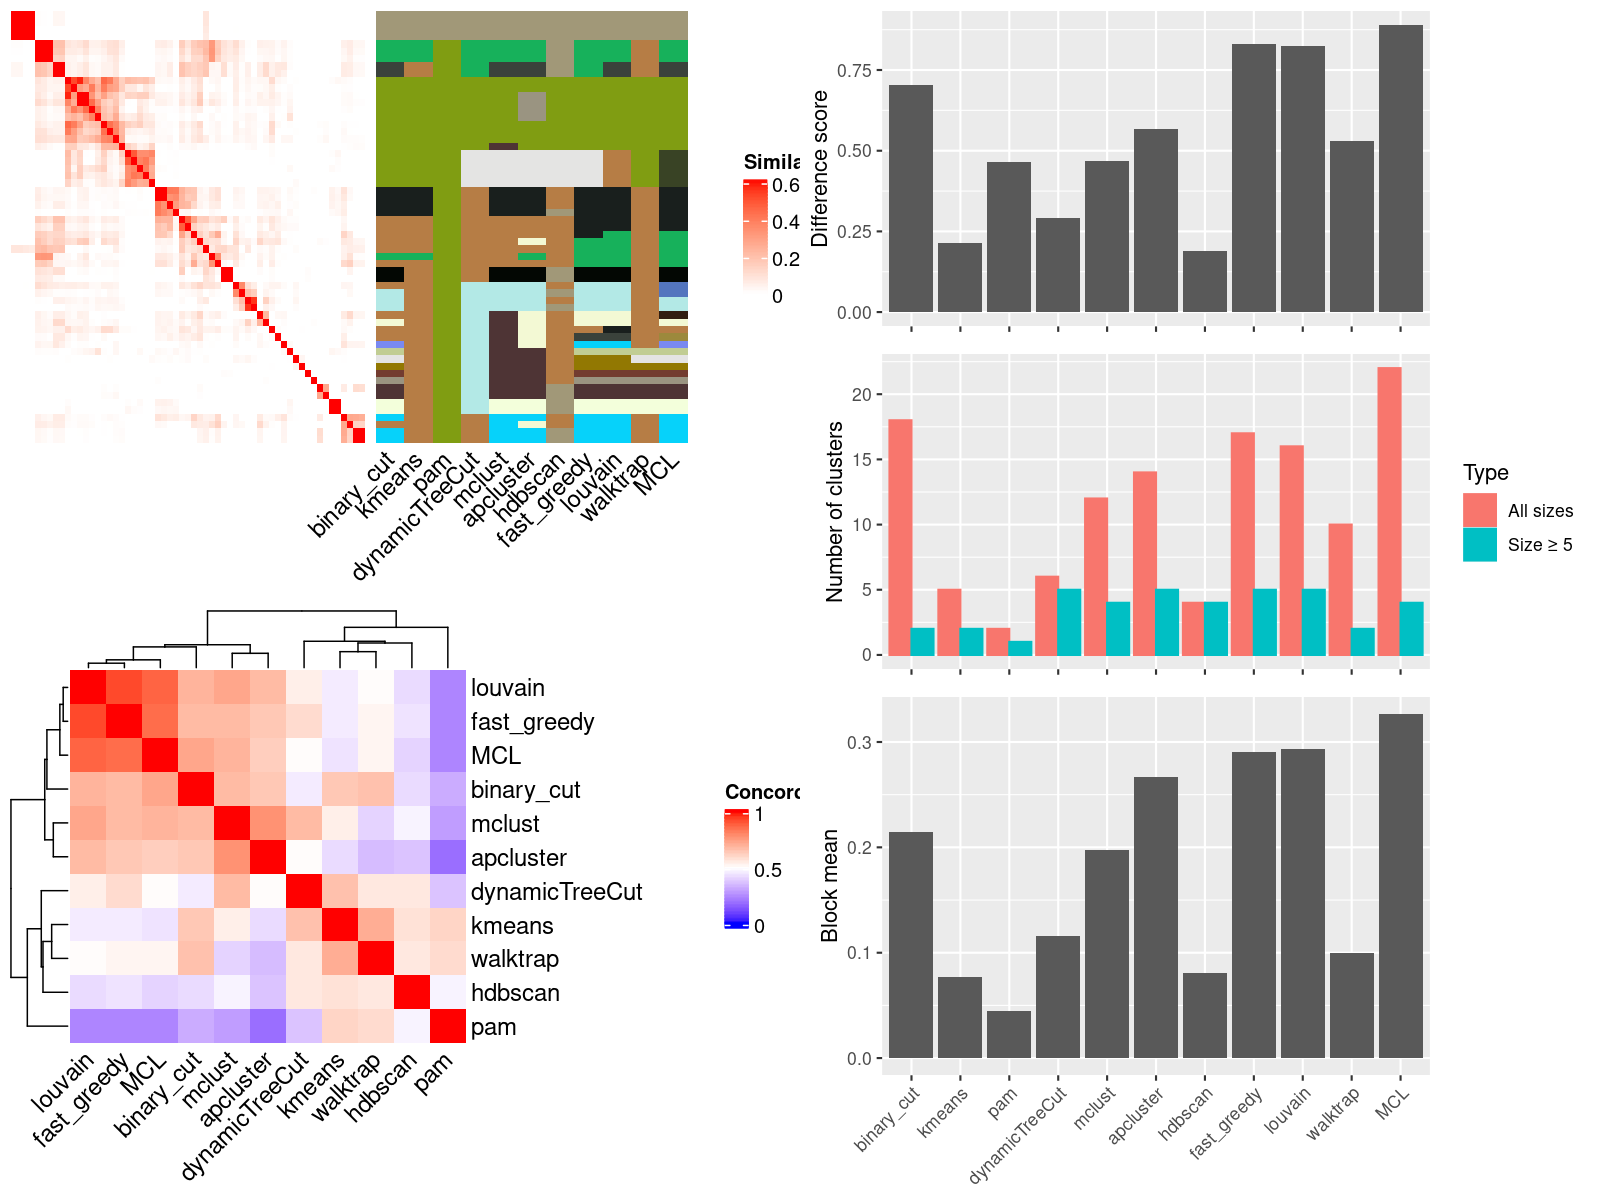 Simila
0.6
0.4
0.2
0
binary_cut
kmeans
pam
dynamicTreeCut
mclust
apcluster
hdbscan
fast_greedy
louvain
walktrap
MCL
louvain
fast_greedy
MCL
binary_cut
mclust
apcluster
dynamicTreeCut
kmeans
walktrap
hdbscan
pam
louvain
fast_greedy
MCL
binary_cut
mclust
apcluster
dynamicTreeCut
kmeans
walktrap
hdbscan
pam
Concord
1
0.5
0
Difference score
0.75
0.50
0.25
0.00
Number of clusters
20
15
10
5
0
Type
All sizes
Size ≥ 5
Block mean
0.3
0.2
0.1
0.0
binary_cut
kmeans
pam
dynamicTreeCut
mclust
apcluster
hdbscan
fast_greedy
louvain
walktrap
MCL